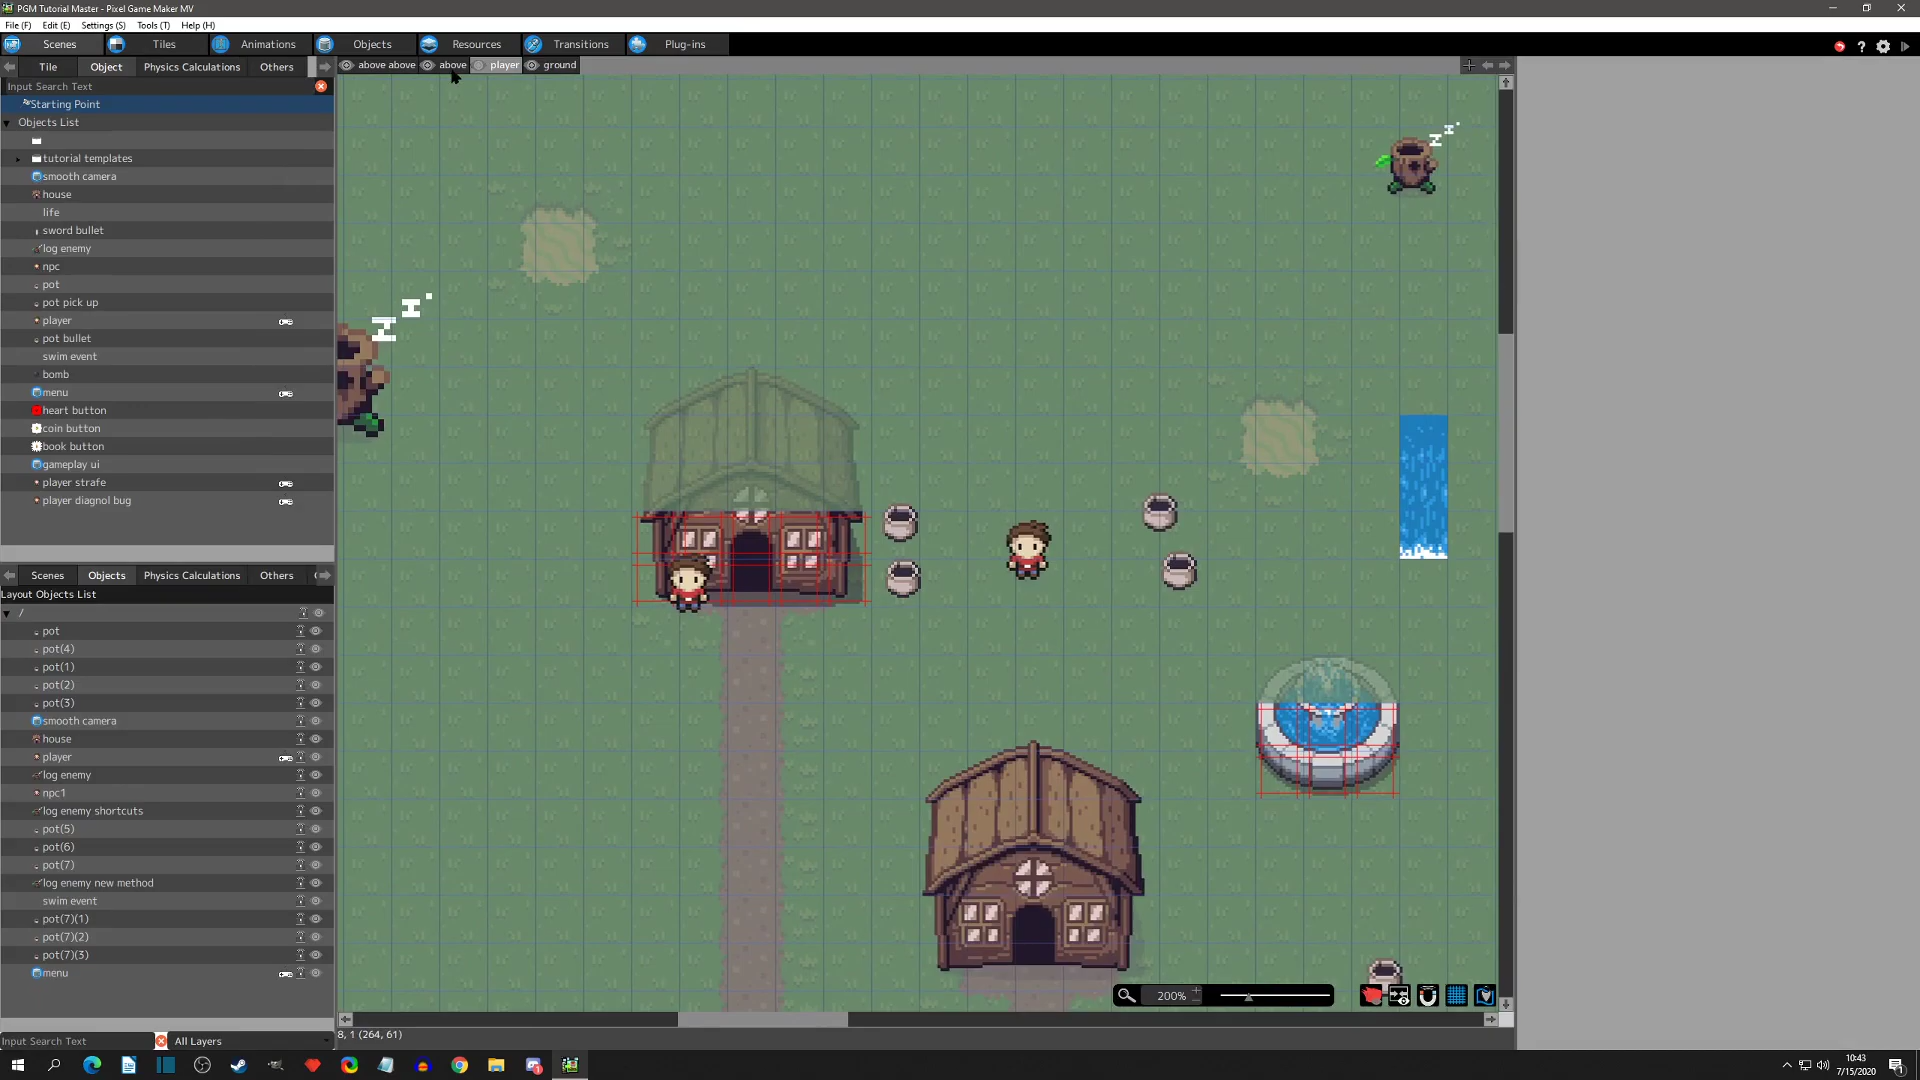 PGM Tutorial Master - Pixel Game Maker MV
File (F) Edit (E) Settings (S) Tools (T) Help (H)
Scenes Tiles Animations Objects Resources Transitions Plug-ins
Tile Object Physics Calculations Others
above above above player ground
Input Search Text
Starting Point
Objects List
tutorial templates
smooth camera
house
life
sword bullet
log enemy
npc
pot
pot pick up
player
pot bullet
swim event
bomb
menu
heart button
coin button
book button
gameplay ui
player strafe
player diagnol bug
Scenes Objects Physics Calculations Others
Layout Objects List
/
pot
pot(4)
pot(1)
pot(2)
pot(3)
smooth camera
house
player
log enemy
npc1
log enemy shortcuts
pot(5)
pot(6)
pot(7)
log enemy new method
swim event
pot(7)(1)
pot(7)(2)
pot(7)(3)
menu
Input Search Text All Layers
200%
8, 1 (264, 61)
10:43
7/15/2020